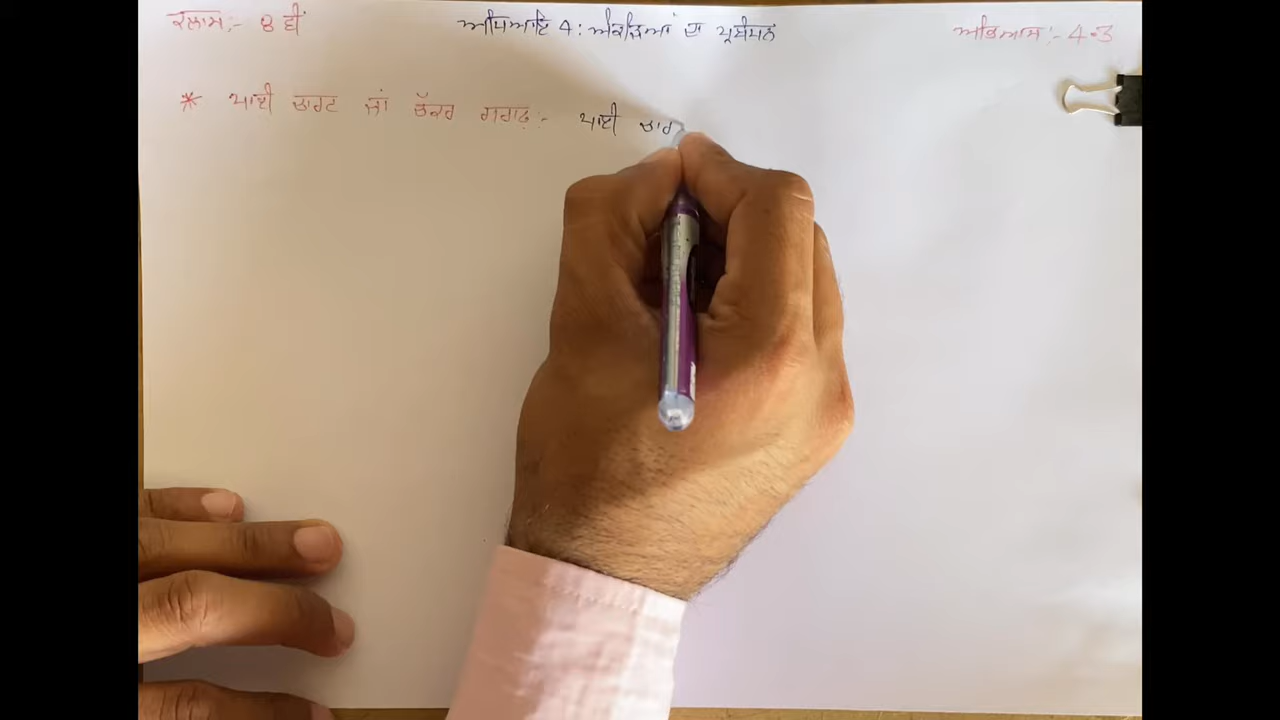 ਕਲਾਸ:- 8 ਵੀਂ ਅਧਿਆਇ 4: ਅੰਕੜਿਆਂ ਦਾ ਪ੍ਰਬੰਧਨ ਅਭਿਆਸ:- 4.3
* ਪਾਈ ਚਾਰਟ ਜਾਂ ਚੱਕਰ ਗਰਾਫ਼:- ਪਾਈ ਚਾਰ